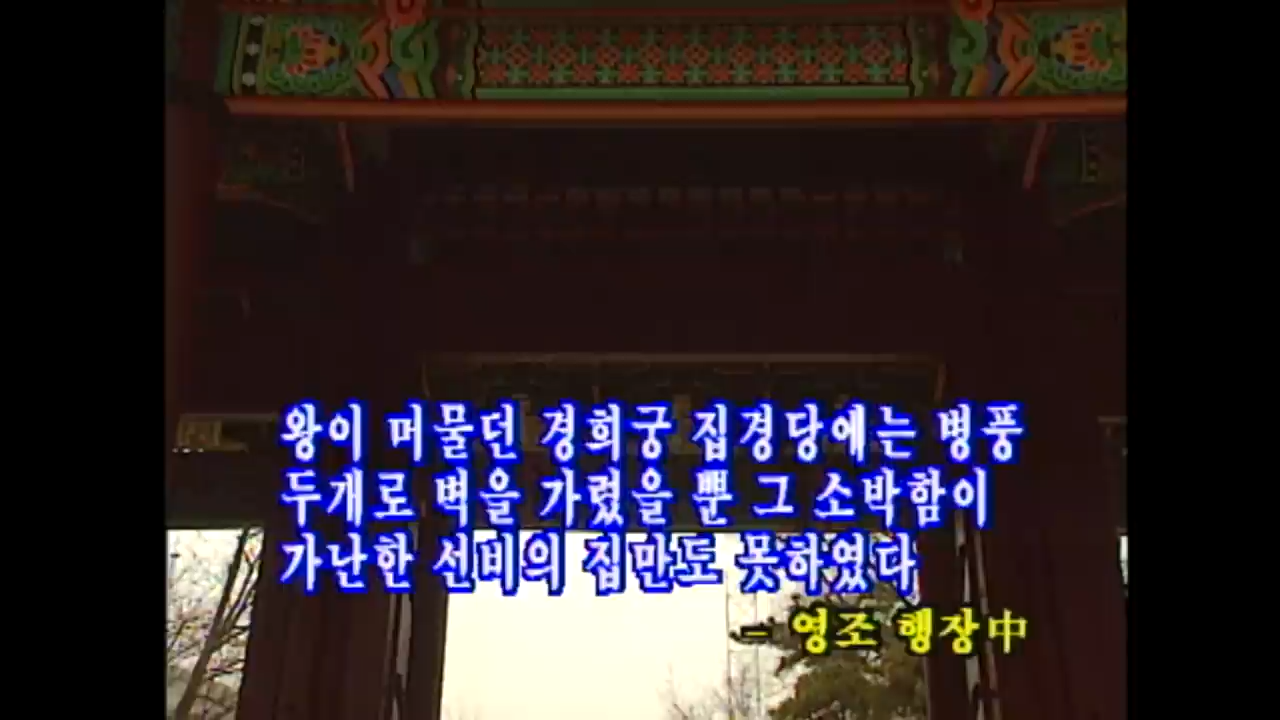 왕이 머물던 경희궁 집경당에는 병풍
두개로 벽을 가렸을 뿐 그 소박함이
가난한 선비의 집만도 못하였다
- 영조 행장中